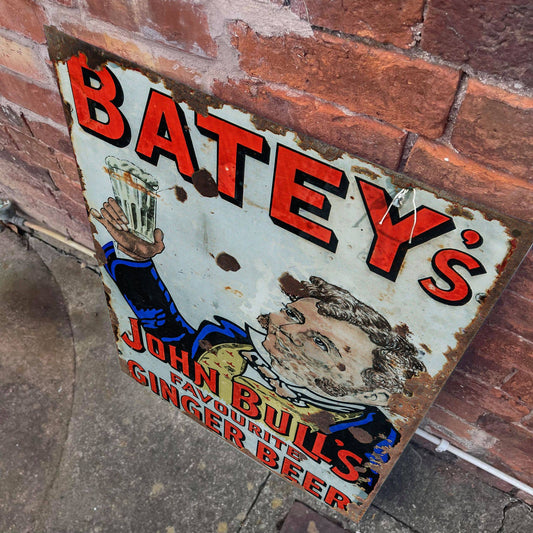 BATEY'S
JOHN BULL'S
FAVOURITE
GINGER BEER